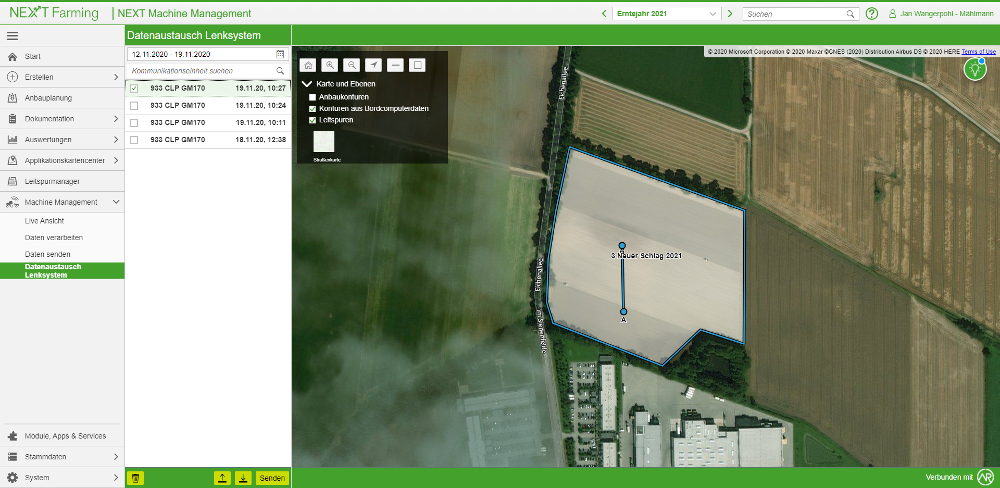 NEXT Farming | NEXT Machine Management
Erntejahr 2021
Suchen
Jan Wangerpohl - Mählmann
Start
Erstellen
Anbauplanung
Dokumentation
Auswertungen
Applikationskartencenter
Leitspurmanager
Machine Management
Live Ansicht
Daten verarbeiten
Daten senden
Datenaustausch
Lenksystem
Module, Apps & Services
Stammdaten
System
Datenaustausch Lenksystem
12.11.2020 - 19.11.2020
Kommunikationseinheit suchen
933 CLP GM170 19.11.20, 10:27
933 CLP GM170 19.11.20, 10:24
933 CLP GM170 19.11.20, 10:11
933 CLP GM170 18.11.20, 12:38
Senden
© 2020 Microsoft Corporation © 2020 Maxar ©CNES (2020) Distribution Airbus DS © 2020 HERE Terms of Use
Karte und Ebenen
Anbaukonturen
Konturen aus Bordcomputerdaten
Leitspuren
Straßenkarte
Eichenallee
B
3 Neuer Schlag 2021
Eichenallee
A
Im Siehenfelde
Verbunden mit